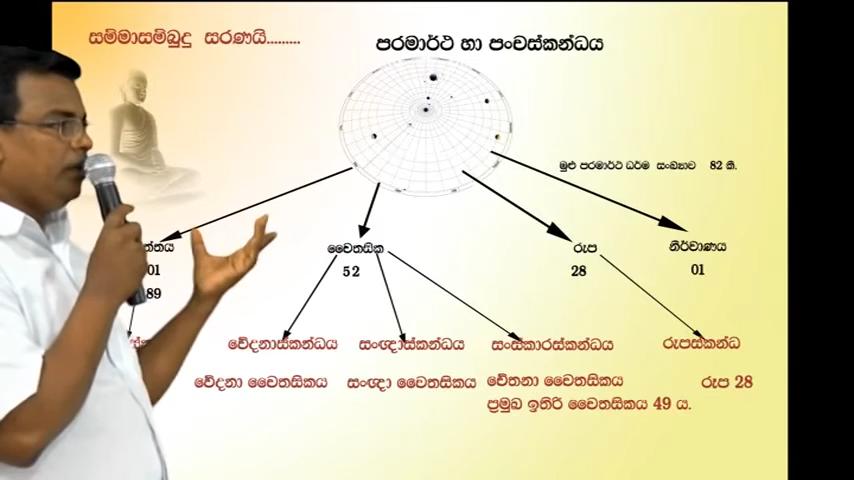 සම්මාසම්බුදු සරණයි.........
පරමාර්ථ හා පංචස්කන්ධය
මුළු පරමාර්ථ ධර්ම සංඛ්‍යාව 82 කි.
චෛතසික
රූප
නිර්වාණය
01
52
28
01
89
වේදනාස්කන්ධය
සංඥාස්කන්ධය
සංස්කාරස්කන්ධය
රූපස්කන්ධ
වේදනා චෛතසිකය
සංඥා චෛතසිකය
චේතනා චෛතසිකය
රූප 28
ප්‍රමුඛ ඉතිරි චෛතසිකය 49 ය.